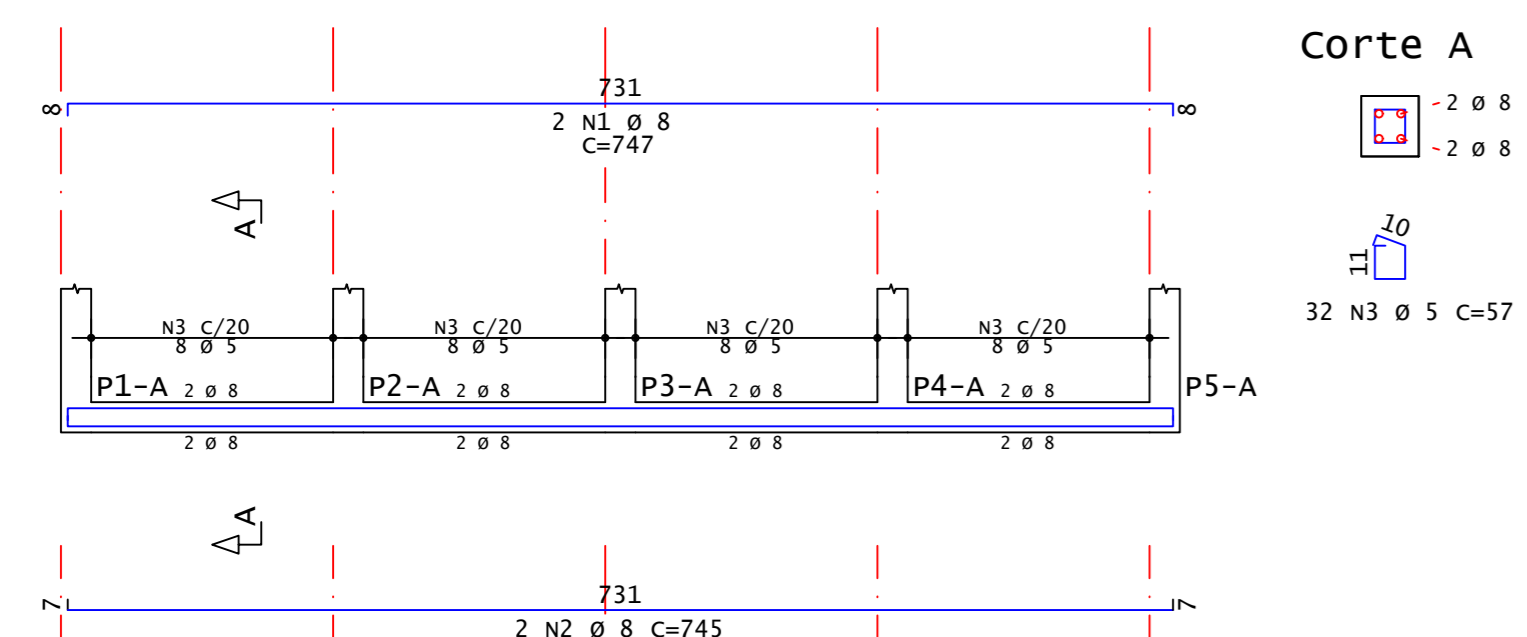 Corte A
731
8
8
2 N1 Ø 8
C=747
2 Ø 8
2 Ø 8
A
10
11
32 N3 Ø 5 C=57
N3 C/20
8 Ø 5
N3 C/20
8 Ø 5
N3 C/20
8 Ø 5
N3 C/20
8 Ø 5
P1-A 2 Ø 8
P2-A 2 Ø 8
P3-A 2 Ø 8
P4-A 2 Ø 8
P5-A
2 Ø 8
2 Ø 8
2 Ø 8
2 Ø 8
A
731
7
7
2 N2 Ø 8 C=745